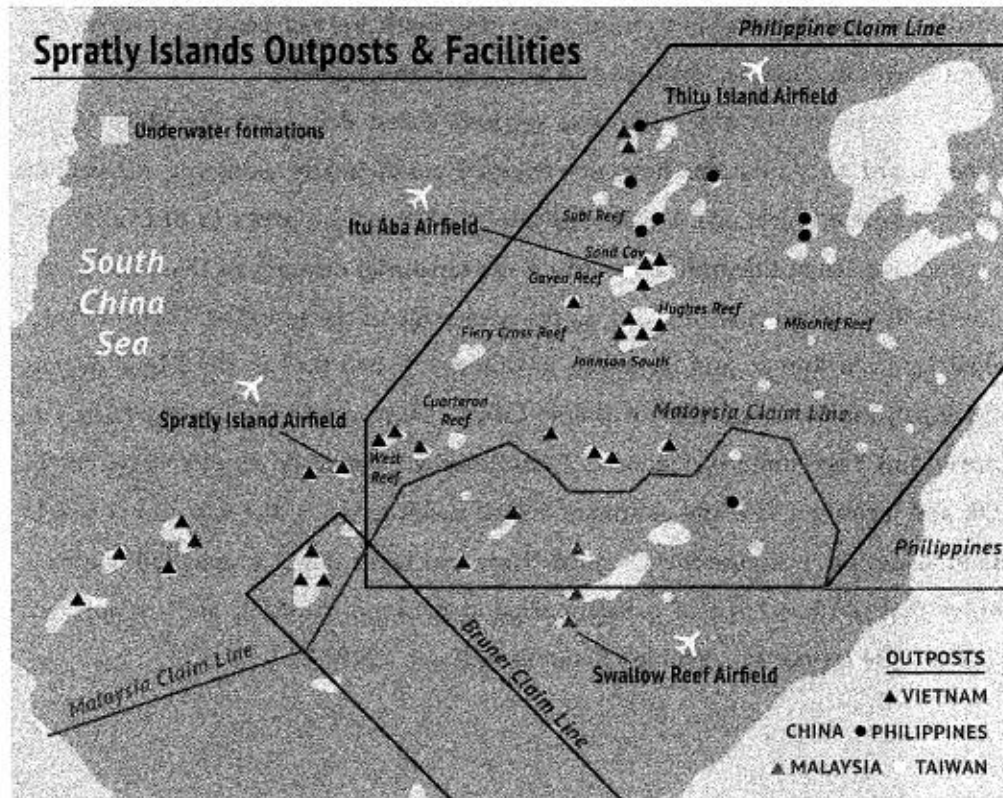 Spratly Islands Outposts & Facilities
Philippine Claim Line
Thitu Island Airfield
Underwater formations
Itu Aba Airfield
Subi Reef
Sand Cay
Gaven Reef
South
China
Sea
Hughes Reef
Fiery Cross Reef
Mischief Reef
Johnson South
Spratly Island Airfield
Cuarteron
Reef
Malaysia Claim Line
West
Reef
Philippines
Brunei Claim Line
Malaysia Claim Line
Swallow Reef Airfield
OUTPOSTS
VIETNAM
CHINA PHILIPPINES
MALAYSIA TAIWAN